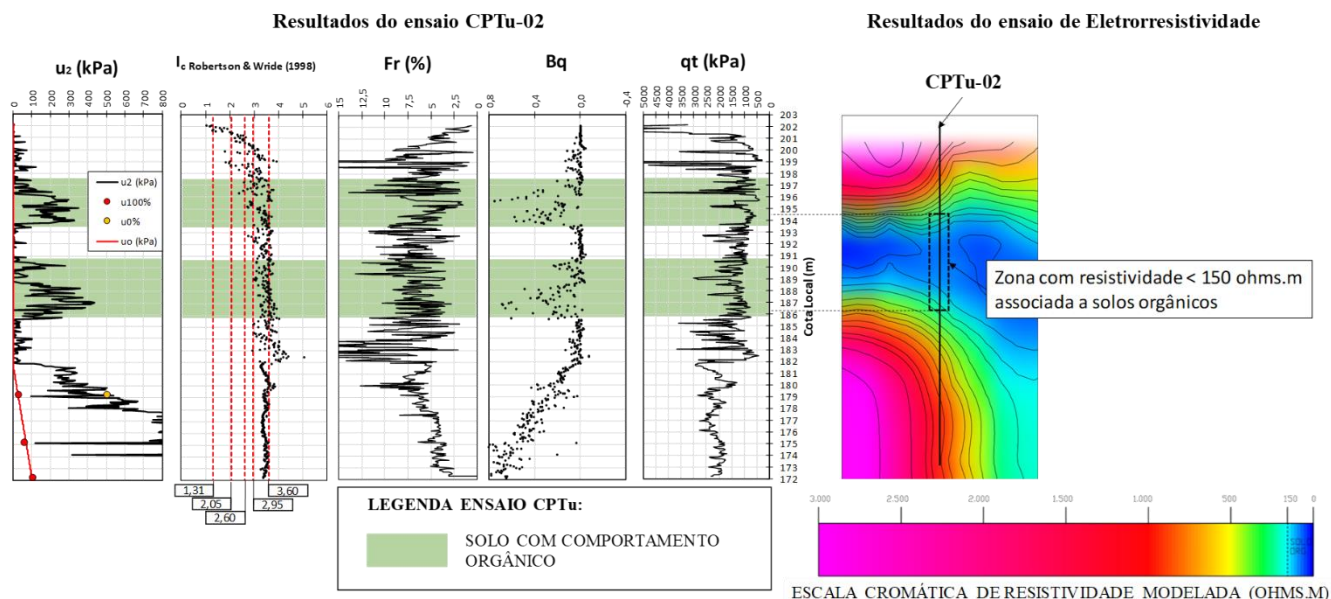 Resultados do ensaio CPTu-02
Resultados do ensaio de Eletrorresistividade
u₂ (kPa)
0 100 200 300 400 500 600 700 800
u2 (kPa)
u100%
u0%
uo (kPa)
Ic Robertson & Wride (1998)
0 1 2 3 4 5 6
1,31
2,05
2,60
2,95
3,60
Fr (%)
15 12,5 10 7,5 5 2,5 0
Bq
0,8 0,4 0,0 -0,4
qt (kPa)
5000 4500 4000 3500 3000 2500 2000 1500 1000 500 0
203
202
201
200
199
198
197
196
195
194
193
192
191
190
189
188
187
186
185
184
183
182
181
180
179
178
177
176
175
174
173
172
Cota Local (m)
CPTu-02
Zona com resistividade < 150 ohms.m
associada a solos orgânicos
LEGENDA ENSAIO CPTu:
SOLO COM COMPORTAMENTO
ORGÂNICO
3.000 2.500 2.000 1.000 500 150 0
ESCALA CROMÁTICA DE RESISTIVIDADE MODELADA (OHMS.M)